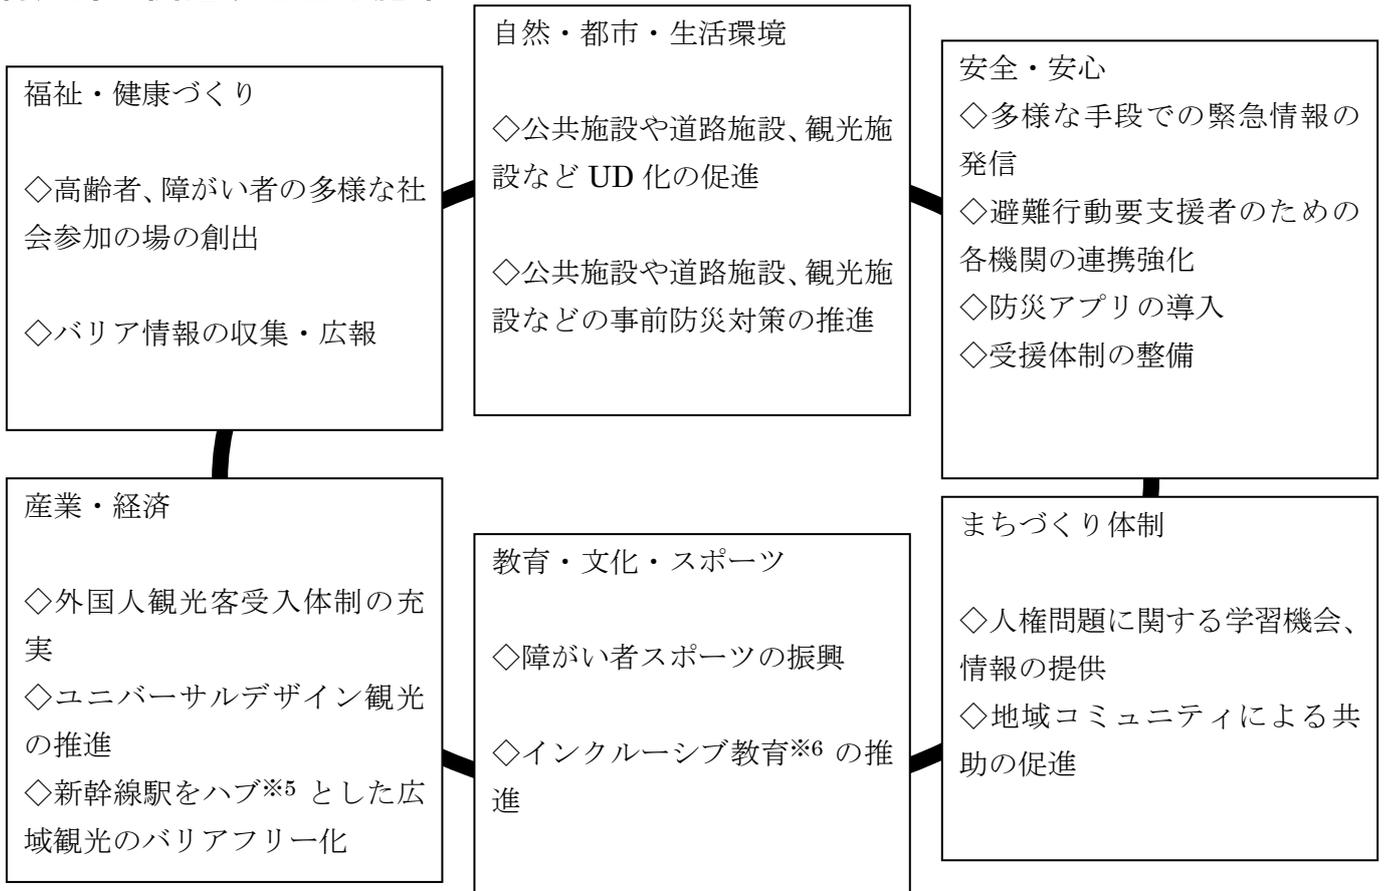 福祉・健康づくり
◇高齢者、障がい者の多様な社
会参加の場の創出
◇バリア情報の収集・広報
自然・都市・生活環境
◇公共施設や道路施設、観光施
設など UD 化の促進
◇公共施設や道路施設、観光施
設などの事前防災対策の推進
安全・安心
◇多様な手段での緊急情報の
発信
◇避難行動要支援者のための
各機関の連携強化
◇防災アプリの導入
◇受援体制の整備
産業・経済
◇外国人観光客受入体制の充
実
◇ユニバーサルデザイン観光
の推進
◇新幹線駅をハブ※5 とした広
域観光のバリアフリー化
教育・文化・スポーツ
◇障がい者スポーツの振興
◇インクルーシブ教育※6 の推
進
まちづくり体制
◇人権問題に関する学習機会、
情報の提供
◇地域コミュニティによる共
助の促進